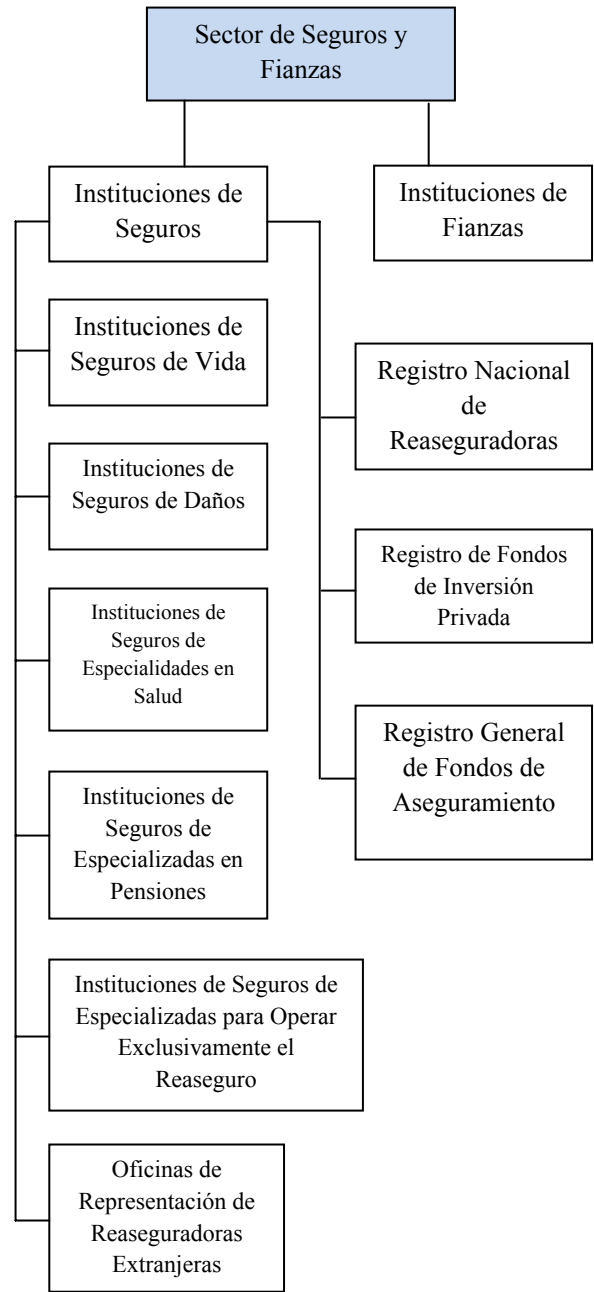 Sector de Seguros y
Fianzas
Instituciones de
Seguros
Instituciones de
Fianzas
Instituciones de
Seguros de Vida
Registro Nacional
de
Reaseguradoras
Instituciones de
Seguros de Daños
Registro de Fondos
de Inversión
Privada
Instituciones de
Seguros de
Especialidades en
Salud
Registro General
de Fondos de
Aseguramiento
Instituciones de
Seguros de
Especializadas en
Pensiones
Instituciones de Seguros de
Especializadas para Operar
Exclusivamente el
Reaseguro
Oficinas de
Representación de
Reaseguradoras
Extranjeras